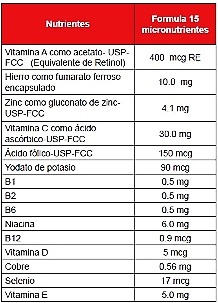 Nutrientes
Formula 15
micronutrientes
Vitamina A como acetato- USP-
FCC (Equivalente de Retinol)
400 mcg RE
Hierro como fumarato ferroso
encapsulado
10.0 mg
Zinc como gluconato de zinc-
USP-FCC
4.1 mg
Vitamina C como ácido
ascórbico-USP-FCC
30.0 mg
Ácido fólico-USP-FCC
150 mcg
Yodato de potasio
90 mcg
B1
0.5 mg
B2
0.5 mg
B6
0.5 mg
Niacina
6.0 mg
B12
0.9 mcg
Vitamina D
5 mcg
Cobre
0.56 mg
Selenio
17 mcg
Vitamina E
5.0 mg